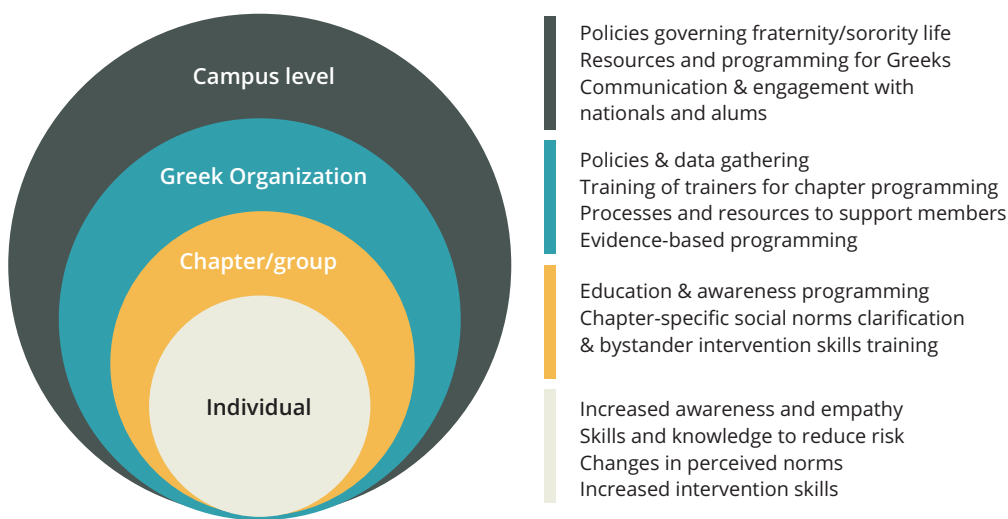 Campus level
Greek Organization
Chapter/group
Individual
Policies governing fraternity/sorority life
Resources and programming for Greeks
Communication & engagement with
nationals and alums
Policies & data gathering
Training of trainers for chapter programming
Processes and resources to support members
Evidence-based programming
Education & awareness programming
Chapter-specific social norms clarification
& bystander intervention skills training
Increased awareness and empathy
Skills and knowledge to reduce risk
Changes in perceived norms
Increased intervention skills